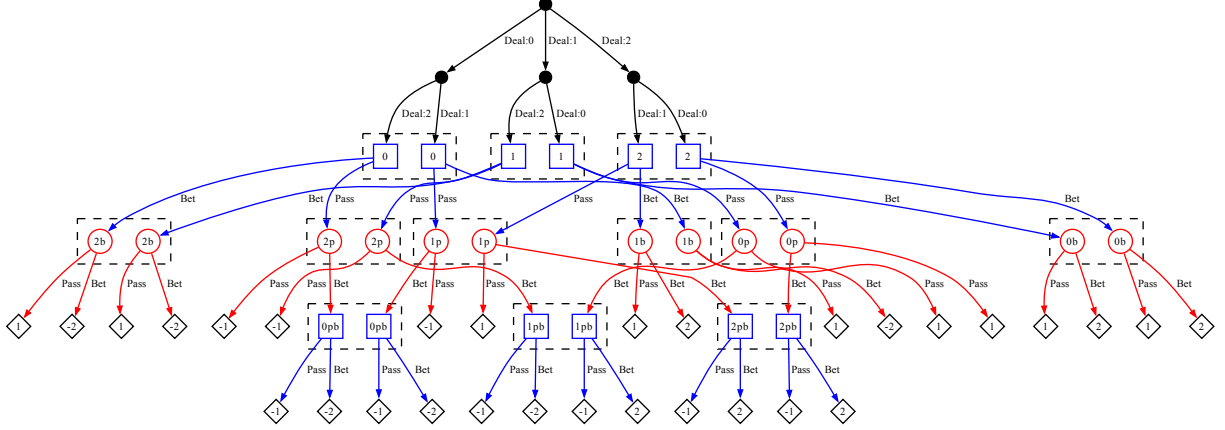 Deal:0 Deal:1 Deal:2
Deal:2 Deal:1 Deal:2 Deal:0 Deal:1 Deal:0
0 0 1 1 2 2
Bet Pass Pass Bet Pass Pass Bet Bet Pass Pass Bet Bet
2b 2b 2p 2p 1p 1p 1b 1b 0p 0p 0b 0b
Pass Bet Pass Bet Pass Pass Bet Bet Bet Pass Pass Bet Bet Pass Bet Bet Pass Bet Pass Pass Pass Bet Pass Bet
1 -2 1 -2 -1 -1 0pb 0pb -1 1 1pb 1pb 1 2 2pb 2pb 1 -2 1 1 1 2 1 2
Pass Bet Pass Bet Pass Bet Pass Bet Pass Bet Pass Bet
-1 -2 -1 -2 -1 -2 -1 2 -1 2 -1 2